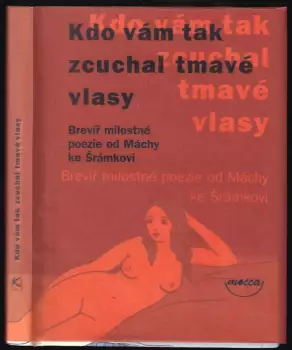 Kdo vám tak
zcuchal tmavé
vlasy
Brevíř milostné
poezie od Máchy
ke Šrámkovi
Kdo vám tak
zcuchal
tmavé
vlasy
Brevíř milostné poezie od Máchy
ke Šrámkovi
mocca
Kdo vám tak zcuchal tmavé vlasy